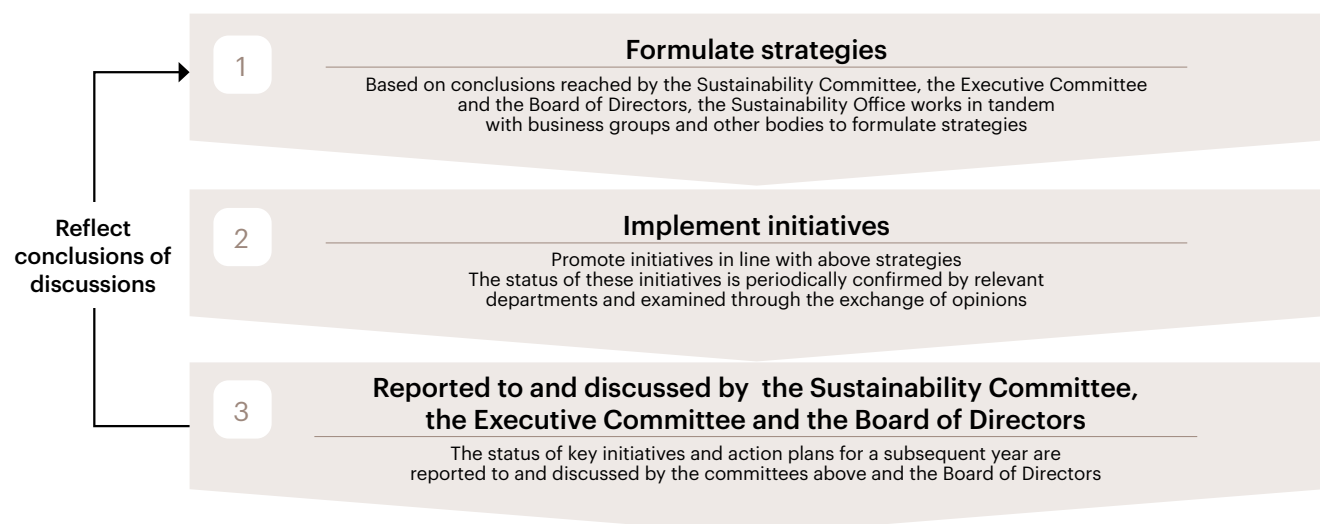 1
Formulate strategies
Based on conclusions reached by the Sustainability Committee, the Executive Committee
and the Board of Directors, the Sustainability Office works in tandem
with business groups and other bodies to formulate strategies
Reflect
conclusions of
discussions
2
Implement initiatives
Promote initiatives in line with above strategies
The status of these initiatives is periodically confirmed by relevant
departments and examined through the exchange of opinions
3
Reported to and discussed by the Sustainability Committee,
the Executive Committee and the Board of Directors
The status of key initiatives and action plans for a subsequent year are
reported to and discussed by the committees above and the Board of Directors